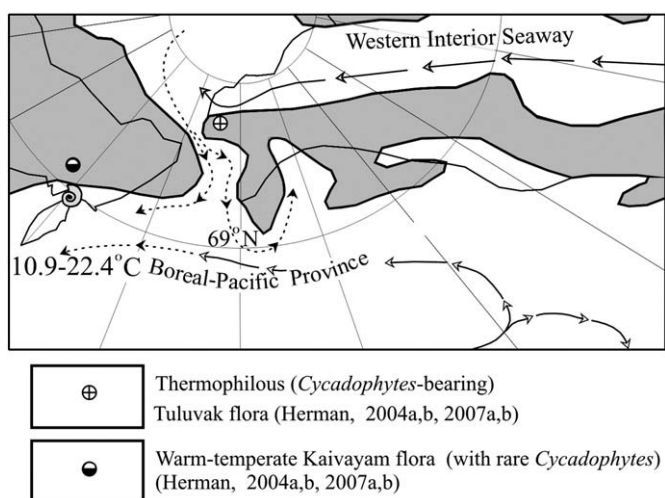 Western Interior Seaway
69°N
10.9-22.4°C Boreal-Pacific Province
Thermophilous (Cycadophytes-bearing)
Tuluvak flora (Herman, 2004a,b, 2007a,b)
Warm-temperate Kaivayam flora (with rare Cycadophytes)
(Herman, 2004a,b, 2007a,b)